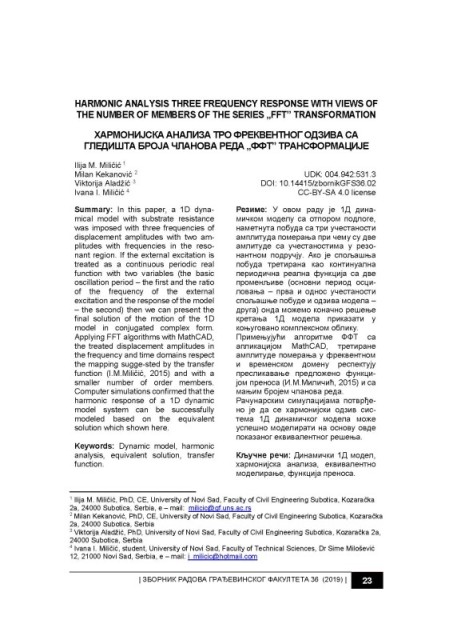 HARMONIC ANALYSIS THREE FREQUENCY RESPONSE WITH VIEWS OF
THE NUMBER OF MEMBERS OF THE SERIES „FFT” TRANSFORMATION
ХАРМОНИЈСКА АНАЛИЗА ТРО ФРЕКВЕНТНОГ ОДЗИВА СА
ГЛЕДИШТА БРОЈА ЧЛАНОВА РЕДА „ФФТ” ТРАНСФОРМАЦИЈЕ
Ilija M. Miličić 1
Milan Kekanović 2
Viktorija Aladžić 3
Ivana I. Miličić 4
UDK: 004.942:531.3
DOI: 10.14415/zbornikGFS36.02
CC-BY-SA 4.0 license
Summary: In this paper, a 1D dyna-
mical model with substrate resistance
was imposed with three frequencies of
displacement amplitudes with two am-
plitudes with frequencies in the reso-
nant region. If the external excitation is
treated as a continuous periodic real
function with two variables (the basic
oscillation period – the first and the ratio
of the frequency of the external
excitation and the response of the model
– the second) then we can present the
final solution of the motion of the 1D
model in conjugated complex form.
Applying FFT algorithms with MathCAD,
the treated displacement amplitudes in
the frequency and time domains respect
the mapping sugge-sted by the transfer
function (I.M.Miličić, 2015) and with a
smaller number of order members.
Computer simulations confirmed that the
harmonic response of a 1D dynamic
model system can be successfully
modeled based on the equivalent
solution which shown here.
Keywords: Dynamic model, harmonic
analysis, equivalent solution, transfer
function.
Резиме: У овом раду је 1Д дина-
мичком моделу са отпором подлоге,
наметнута побуда са три учестаности
амплитуда померања при чему су две
амлитуде са учестаностима у резо-
нантном подручју. Ако је спољашња
побуда третирана као континуална
периодична реална функција са две
променљиве (основни период осци-
ловања – прва и однос учестаности
спољашње побуде и одзива модела –
друга) онда можемо коначно решење
кретања 1Д модела приказати у
коњугованo комплексном облику.
Примењујући алгоритме ФФТ са
апликацијом MathCAD, третиране
амплитуде померања у фреквентном
и временском домену респектују
пресликавање предложено функци-
јом преноса (И.М.Миличић, 2015) и са
мањим бројем чланова реда.
Рачунарским симулацијама потврђе-
но је да се хармонијски одзив сис-
тема 1Д динамичког модела може
успешно моделирати на основу овде
показаног еквивалентног решења.
Кључне речи: Динамички 1Д модел,
хармонијска анализа, еквивалентно
моделирање, функција преноса.
1 Ilija M. Miličić, PhD, CE, University of Novi Sad, Faculty of Civil Engineering Subotica, Kozaračka
2a, 24000 Subotica, Serbia, e – mail: milicic@gf.uns.ac.rs
2 Milan Kekanović, PhD, CE, University of Novi Sad, Faculty of Civil Engineering Subotica, Kozaračka
2a, 24000 Subotica, Serbia
3 Viktorija Aladžić, PhD, University of Novi Sad, Faculty of Civil Engineering Subotica, Kozaračka 2a,
24000 Subotica, Serbia
4 Ivana I. Miličić, student, University of Novi Sad, Faculty of Technical Sciences, Dr Sime Milošević
12, 21000 Novi Sad, Serbia, e – mail: i_milicic@hotmail.com
| ЗБОРНИК РАДОВА ГРАЂЕВИНСКОГ ФАКУЛТЕТА 36 (2019) | 23